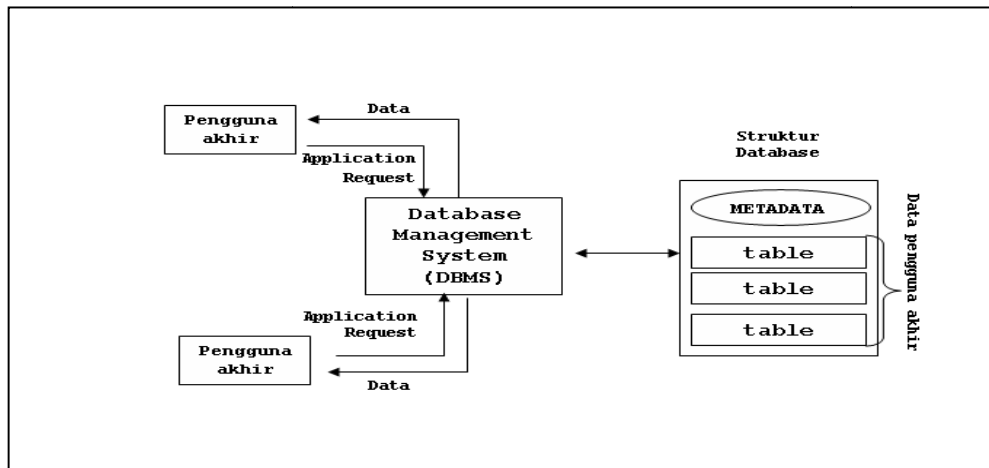 Data
Pengguna
akhir
Application
Request
Struktur
Database
Database
Management
System
(DBMS)
METADATA
table
table
table
Data pengguna akhir
Application
Request
Pengguna
akhir
Data